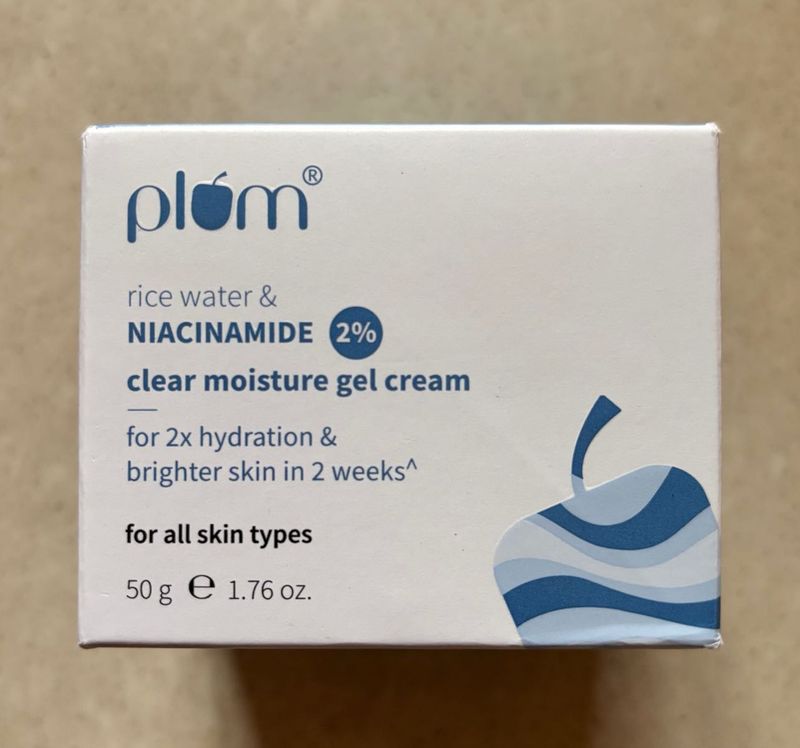 plum®
rice water &
NIACINAMIDE 2%
clear moisture gel cream
for 2x hydration &
brighter skin in 2 weeks^
for all skin types
50 g ℮ 1.76 oz.